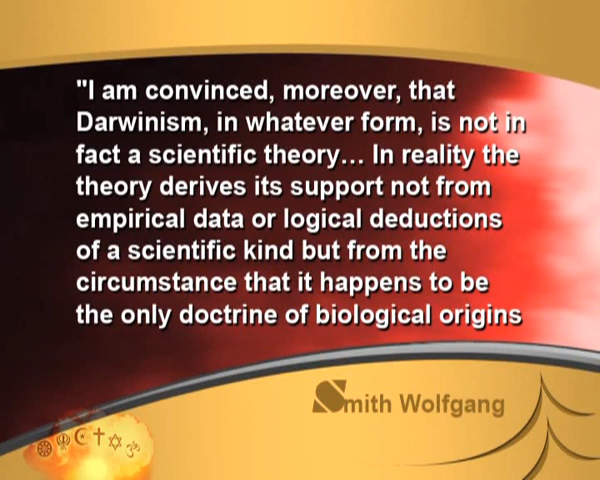 "I am convinced, moreover, that
Darwinism, in whatever form, is not in
fact a scientific theory... In reality the
theory derives its support not from
empirical data or logical deductions
of a scientific kind but from the
circumstance that it happens to be
the only doctrine of biological origins
Smith Wolfgang